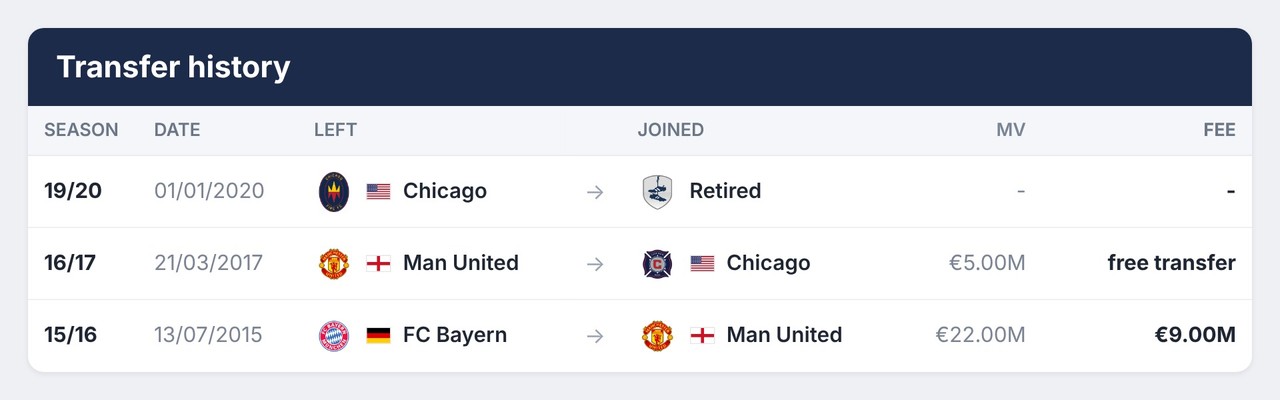 Transfer history
SEASON DATE LEFT JOINED MV FEE
19/20 01/01/2020 Chicago → Retired - -
16/17 21/03/2017 Man United → Chicago €5.00M free transfer
15/16 13/07/2015 FC Bayern → Man United €22.00M €9.00M